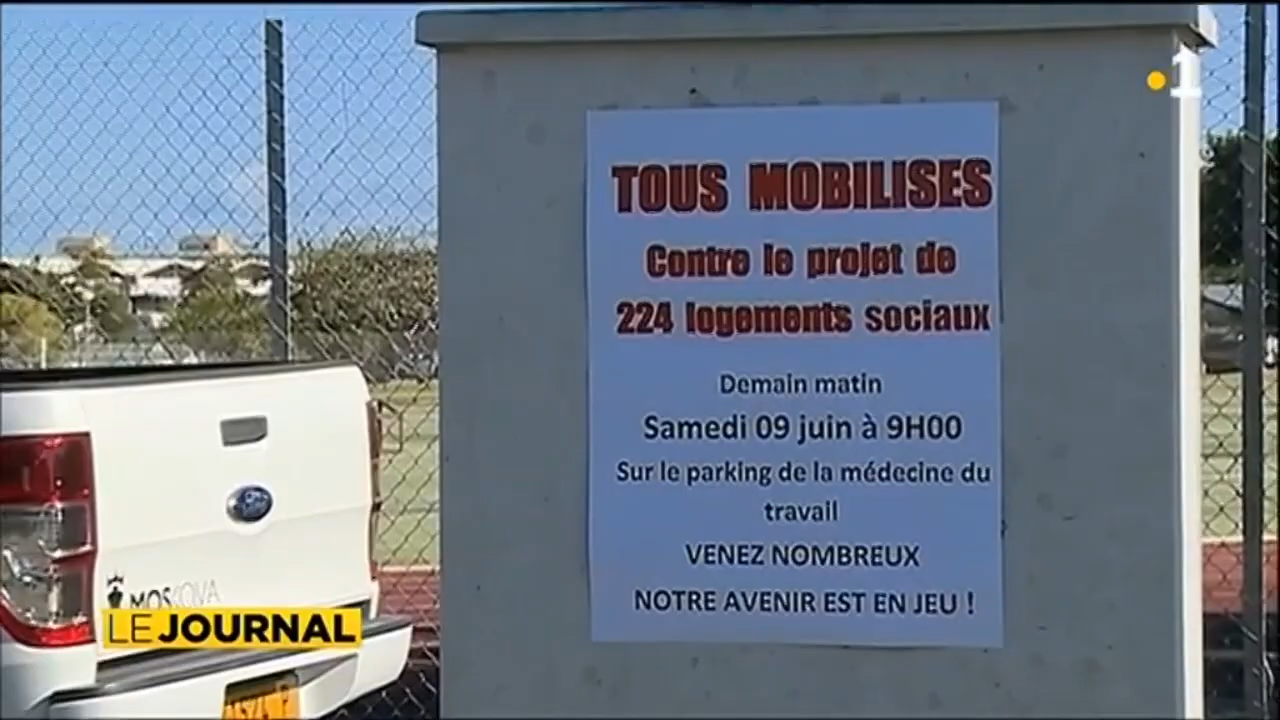 1
TOUS MOBILISES
Contre le projet de
224 logements sociaux
Demain matin
Samedi 09 juin à 9H00
Sur le parking de la médecine du
travail
VENEZ NOMBREUX
NOTRE AVENIR EST EN JEU !
Ford
MOSKOVA
LE JOURNAL